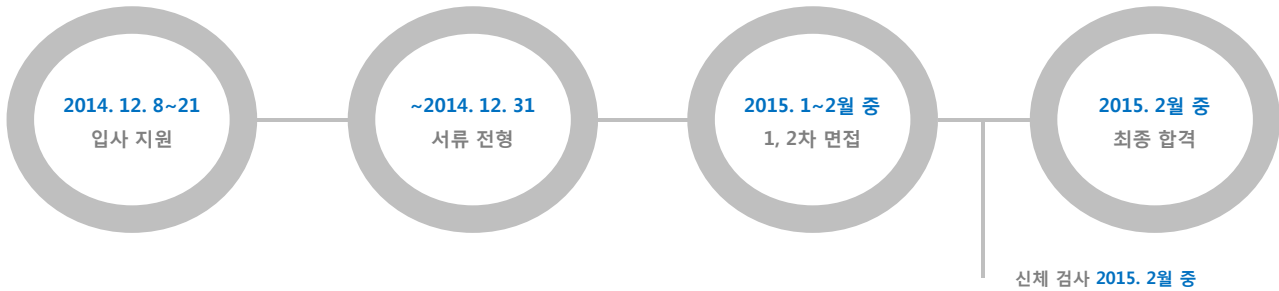 2014. 12. 8~21
입사 지원
~2014. 12. 31
서류 전형
2015. 1~2월 중
1, 2차 면접
2015. 2월 중
최종 합격
신체 검사 2015. 2월 중